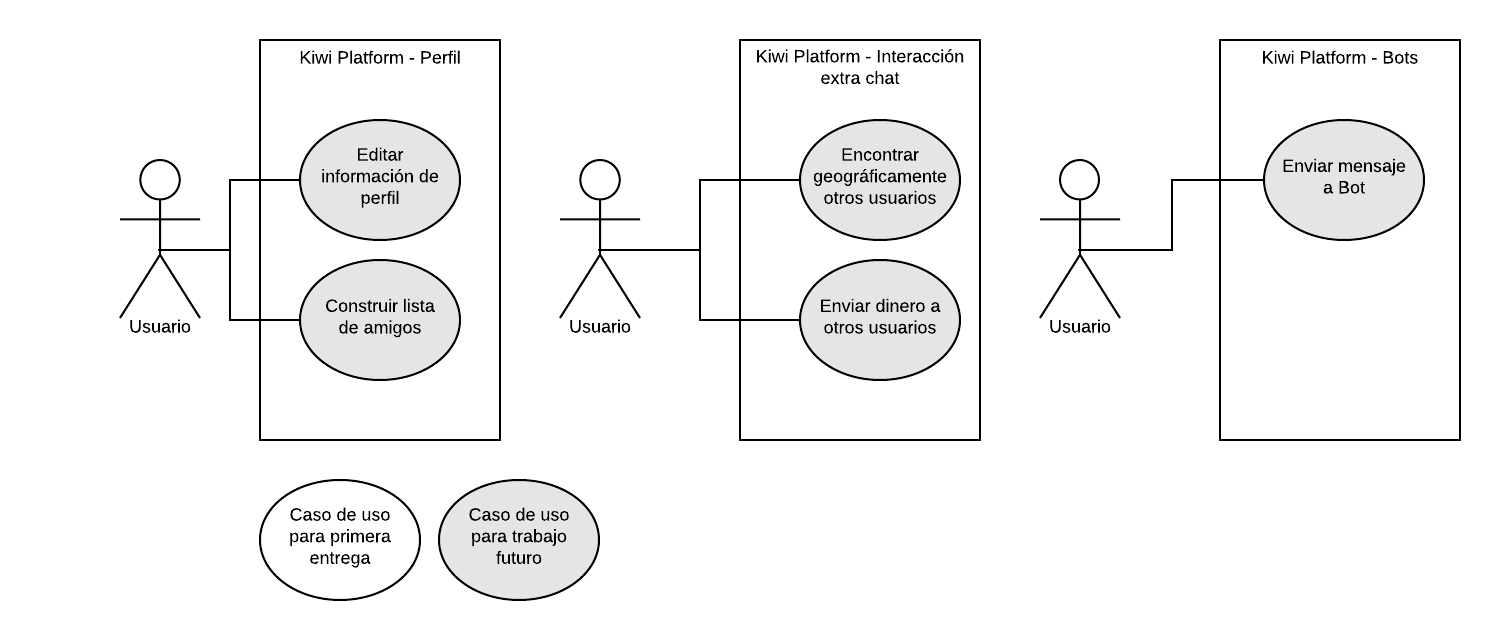 Kiwi Platform - Perfil
Editar
información de
perfil
Construir lista
de amigos
Usuario
Kiwi Platform - Interacción
extra chat
Encontrar
geográficamente
otros usuarios
Enviar dinero a
otros usuarios
Usuario
Kiwi Platform - Bots
Enviar mensaje
a Bot
Usuario
Caso de uso
para primera
entrega
Caso de uso
para trabajo
futuro